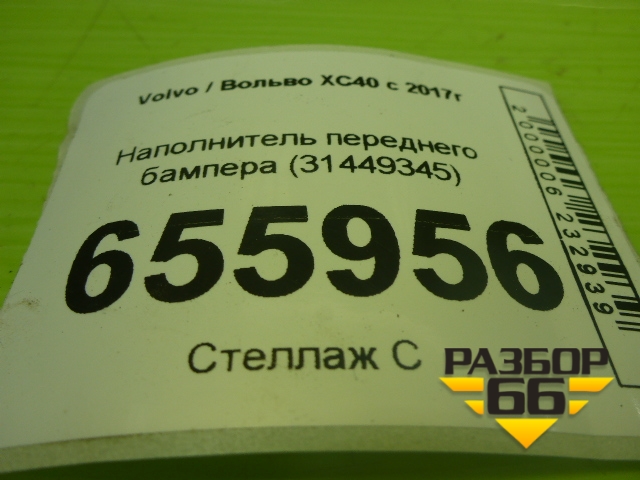 Volvo / Вольво XC40 с 2017г
Наполнитель переднего
бампера (31449345)
655956
Стеллаж С
2000006232939
РАЗБОР
66